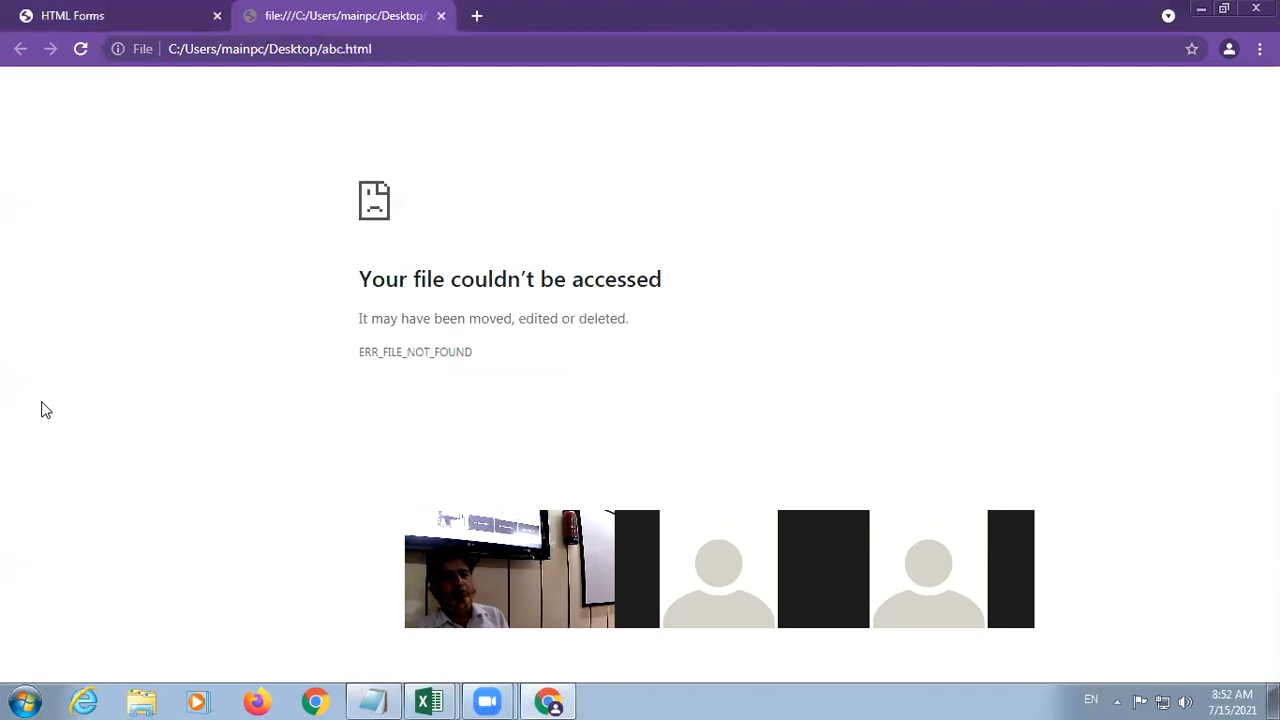 HTML Forms
file:///C:/Users/mainpc/Desktop/
File
C:/Users/mainpc/Desktop/abc.html
Your file couldn’t be accessed
It may have been moved, edited or deleted.
ERR_FILE_NOT_FOUND
EN
8:52 AM
7/15/2021